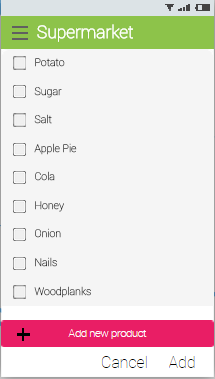 Supermarket
Potato
Sugar
Salt
Apple Pie
Cola
Honey
Onion
Nails
Woodplanks
Add new product
Cancel Add